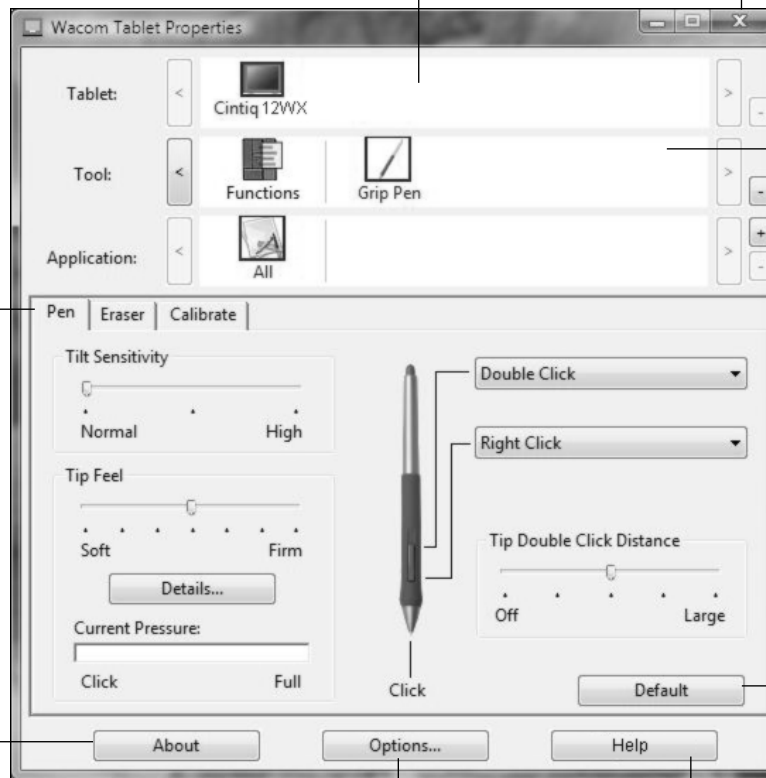 Wacom Tablet Properties
Tablet:
Cintiq 12WX
Tool:
Functions
Grip Pen
Application:
All
Pen
Eraser
Calibrate
Tilt Sensitivity
Normal
High
Tip Feel
Soft
Firm
Details...
Current Pressure:
Click
Full
Click
Double Click
Right Click
Tip Double Click Distance
Off
Large
Default
About
Options...
Help